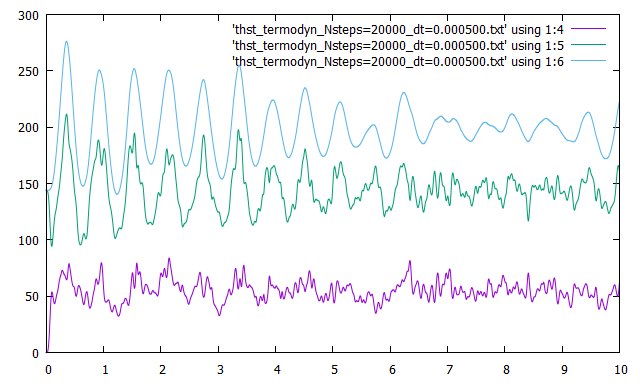 300
250
200
150
100
50
0
'thst_termodyn_Nsteps=20000_dt=0.000500.txt' using 1:4
'thst_termodyn_Nsteps=20000_dt=0.000500.txt' using 1:5
'thst_termodyn_Nsteps=20000_dt=0.000500.txt' using 1:6
0 1 2 3 4 5 6 7 8 9 10